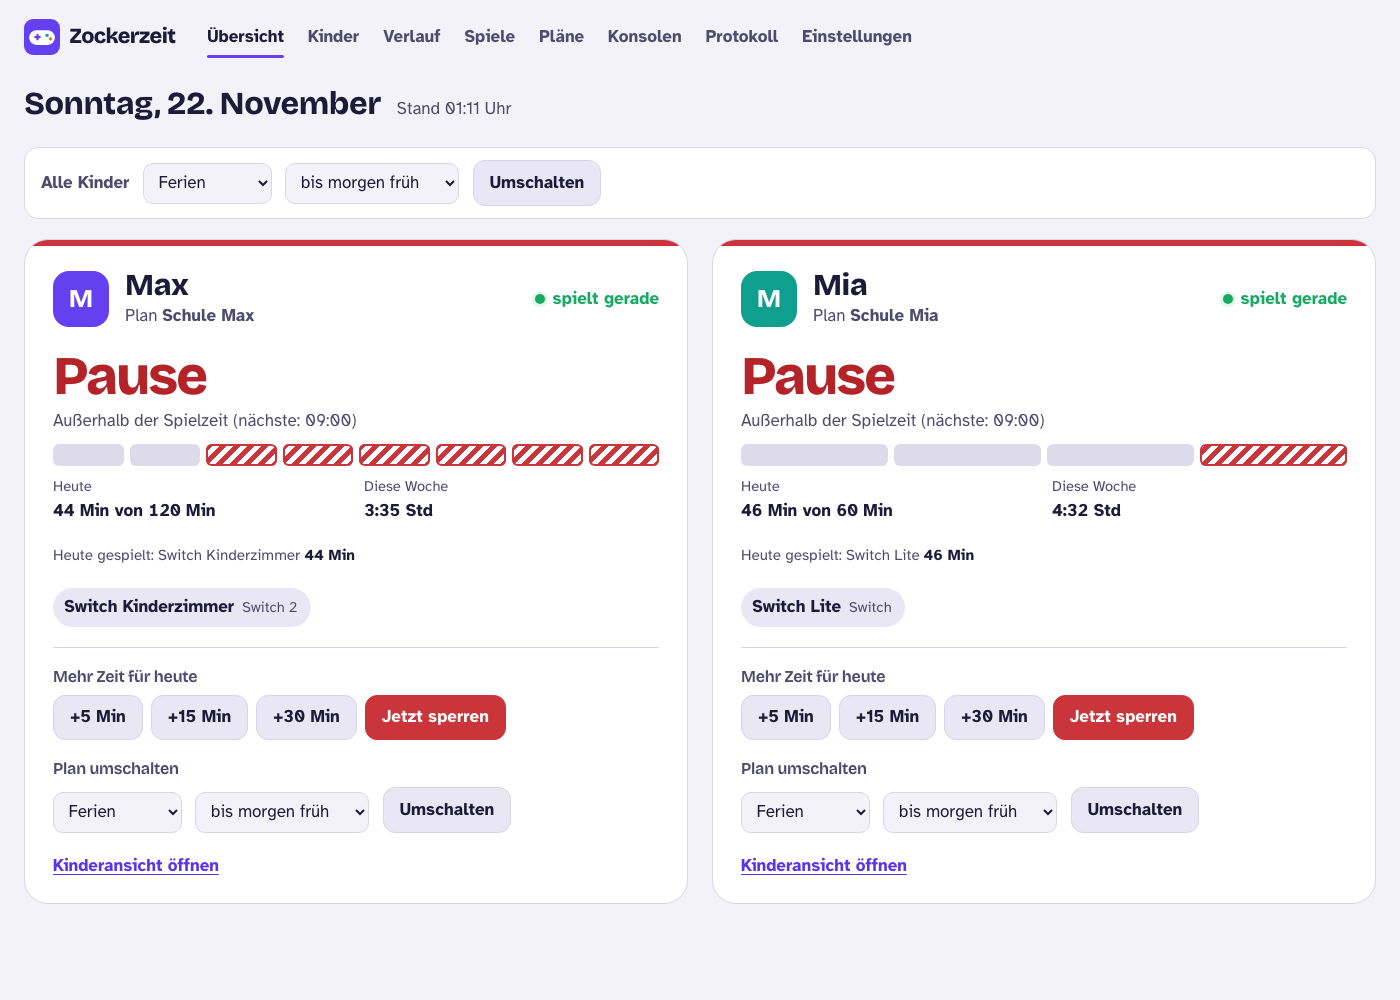 Zockerzeit Übersicht Kinder Verlauf Spiele Pläne Konsolen Protokoll Einstellungen
Sonntag, 22. November Stand 01:11 Uhr
Alle Kinder Ferien bis morgen früh Umschalten
M Max
Plan Schule Max
spielt gerade
Pause
Außerhalb der Spielzeit (nächste: 09:00)
Heute Diese Woche
44 Min von 120 Min 3:35 Std
Heute gespielt: Switch Kinderzimmer 44 Min
Switch Kinderzimmer Switch 2
Mehr Zeit für heute
+5 Min +15 Min +30 Min Jetzt sperren
Plan umschalten
Ferien bis morgen früh Umschalten
Kinderansicht öffnen
M Mia
Plan Schule Mia
spielt gerade
Pause
Außerhalb der Spielzeit (nächste: 09:00)
Heute Diese Woche
46 Min von 60 Min 4:32 Std
Heute gespielt: Switch Lite 46 Min
Switch Lite Switch
Mehr Zeit für heute
+5 Min +15 Min +30 Min Jetzt sperren
Plan umschalten
Ferien bis morgen früh Umschalten
Kinderansicht öffnen